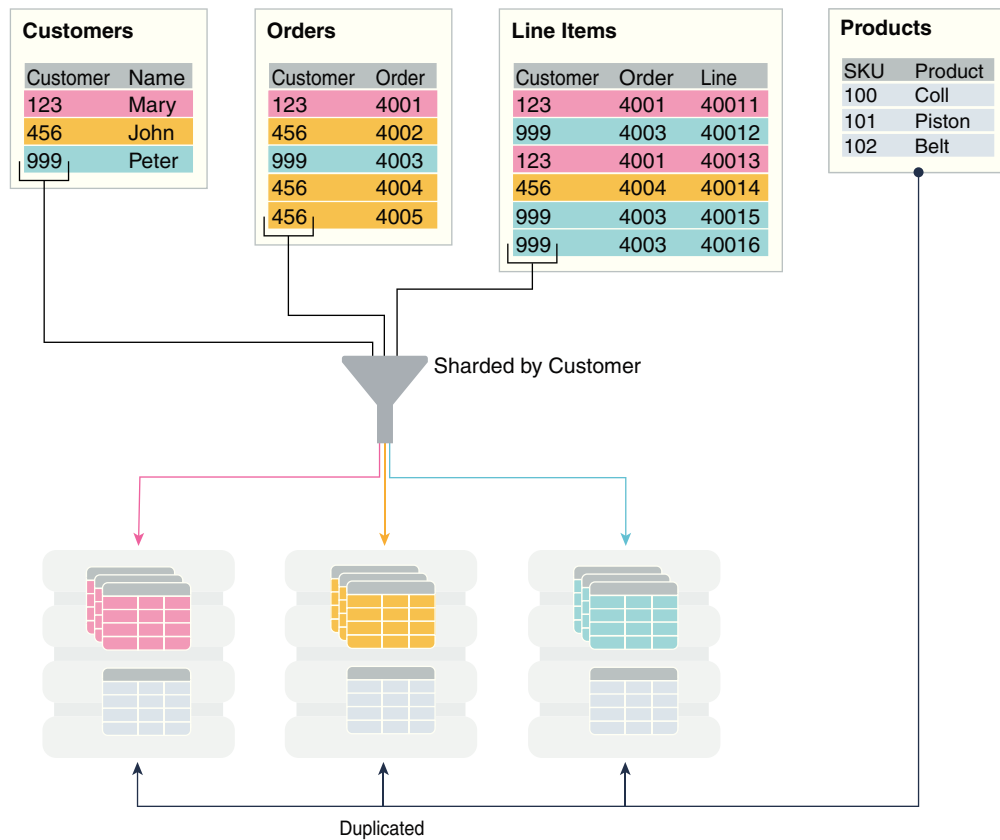 Customers
Customer Name
123 Mary
456 John
999 Peter
Orders
Customer Order
123 4001
456 4002
999 4003
456 4004
456 4005
Line Items
Customer Order Line
123 4001 40011
999 4003 40012
123 4001 40013
456 4004 40014
999 4003 40015
999 4003 40016
Products
SKU Product
100 Coll
101 Piston
102 Belt
Sharded by Customer
Duplicated